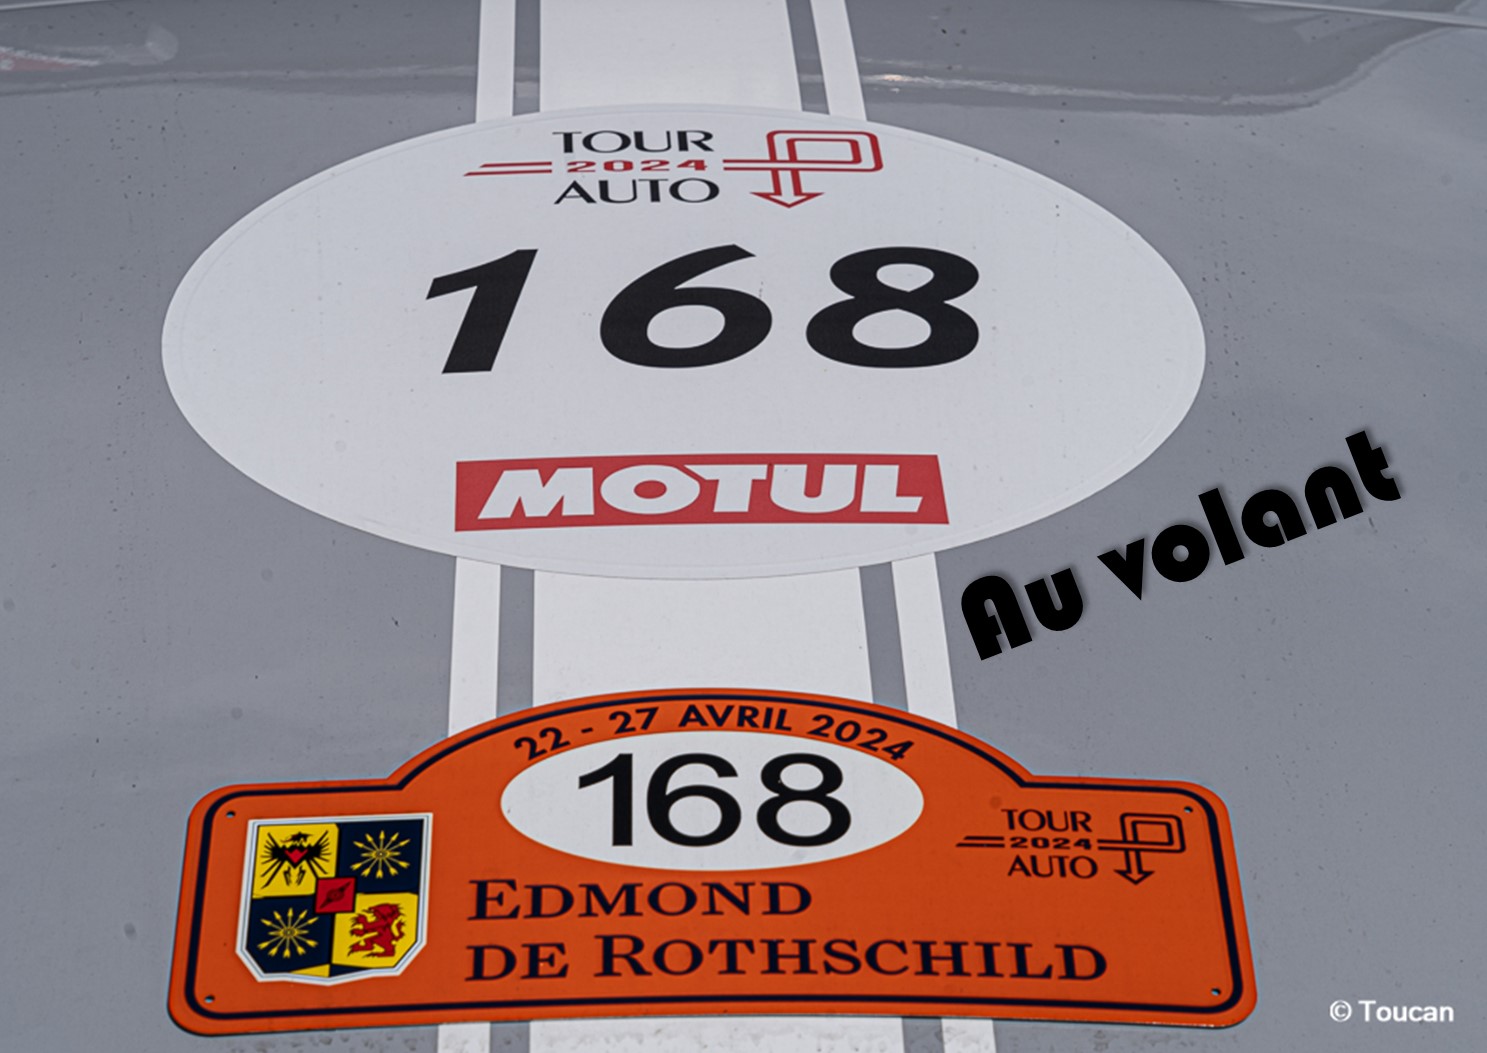 TOUR
2024
AUTO
168
MOTUL
Au volant
22 - 27 AVRIL 2024
168
TOUR
2024
AUTO
EDMOND
DE ROTHSCHILD
© Toucan